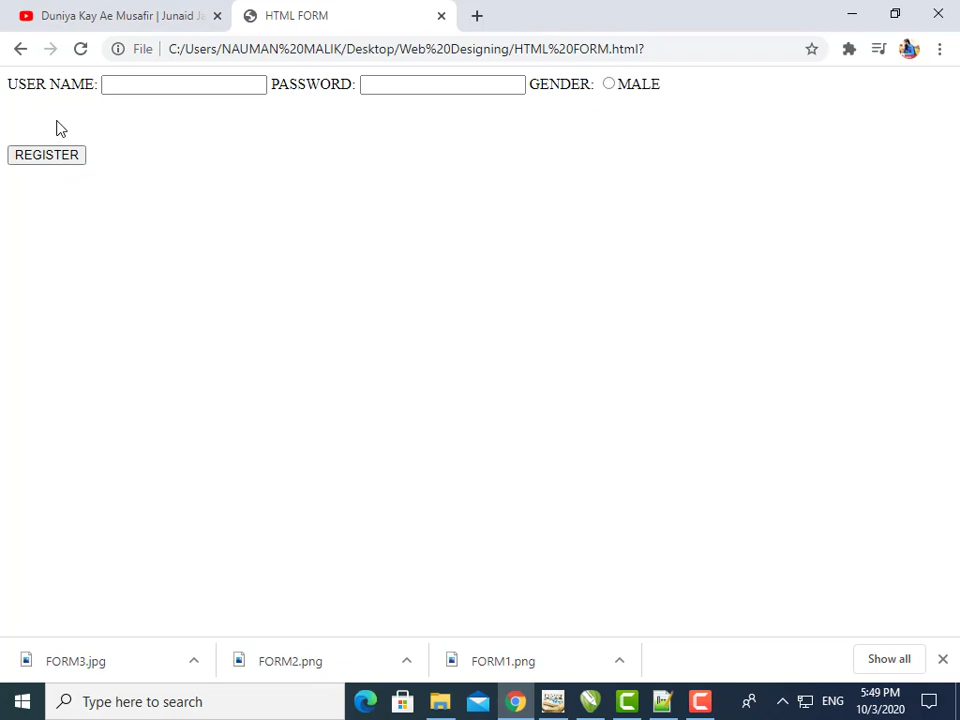 Duniya Kay Ae Musafir | Junaid Ja
HTML FORM
File
C:/Users/NAUMAN%20MALIK/Desktop/Web%20Designing/HTML%20FORM.html?
USER NAME: PASSWORD: GENDER: MALE
REGISTER
FORM3.jpg
FORM2.png
FORM1.png
Show all
Type here to search
ENG
5:49 PM
10/3/2020